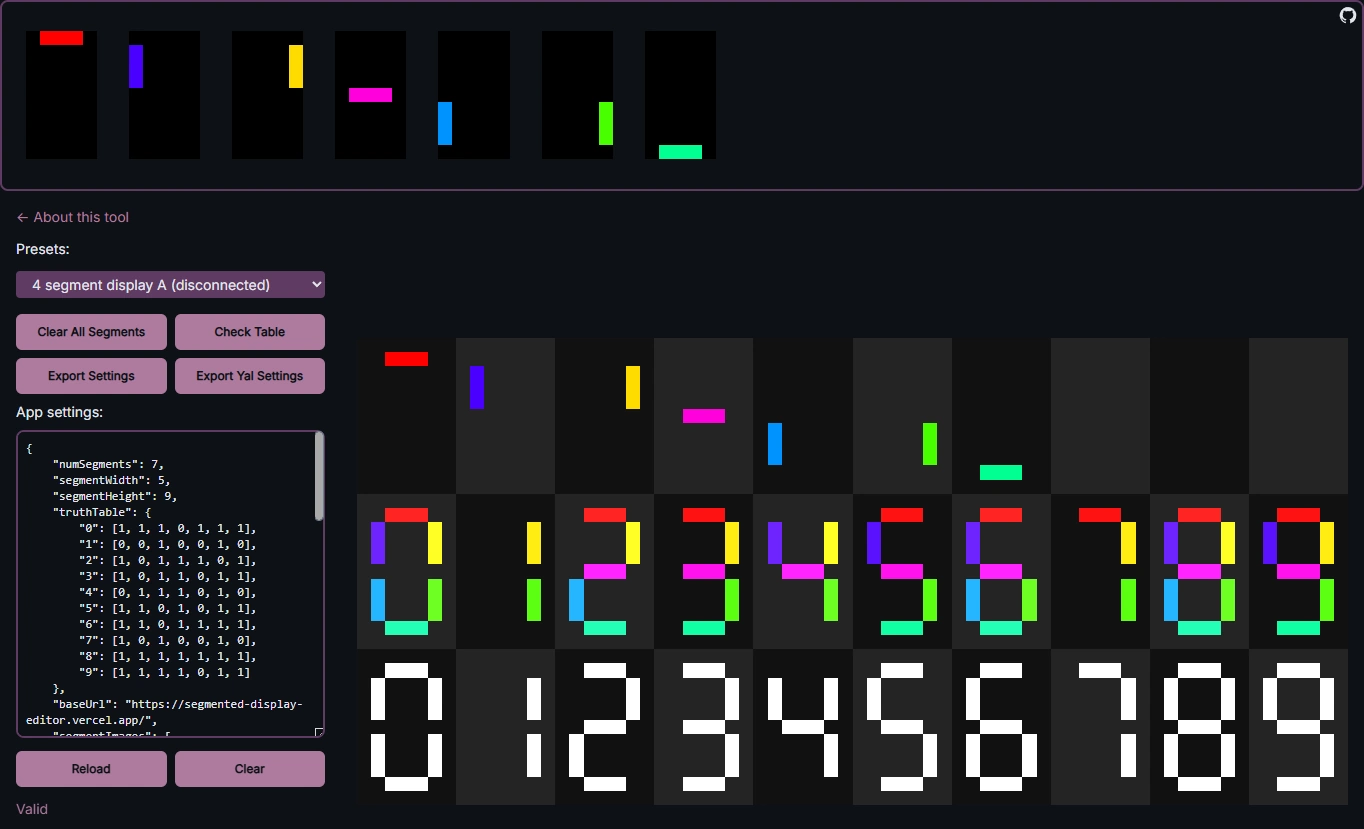 ← About this tool
Presets:
4 segment display A (disconnected)
Clear All Segments
Check Table
Export Settings
Export Yal Settings
App settings:
{
"numSegments": 7,
"segmentWidth": 5,
"segmentHeight": 9,
"truthTable": {
"0": [1, 1, 1, 0, 1, 1, 1],
"1": [0, 0, 1, 0, 0, 1, 0],
"2": [1, 0, 1, 1, 1, 0, 1],
"3": [1, 0, 1, 1, 0, 1, 1],
"4": [0, 1, 1, 1, 0, 1, 0],
"5": [1, 1, 0, 1, 0, 1, 1],
"6": [1, 1, 0, 1, 1, 1, 1],
"7": [1, 0, 1, 0, 0, 1, 0],
"8": [1, 1, 1, 1, 1, 1, 1],
"9": [1, 1, 1, 1, 0, 1, 1]
},
"baseUrl": "https://segmented-display-
editor.vercel.app/",
"segmentImages": [
Reload
Clear
Valid
0 1 2 3 4 5 6 7 8 9
0 1 2 3 4 5 6 7 8 9